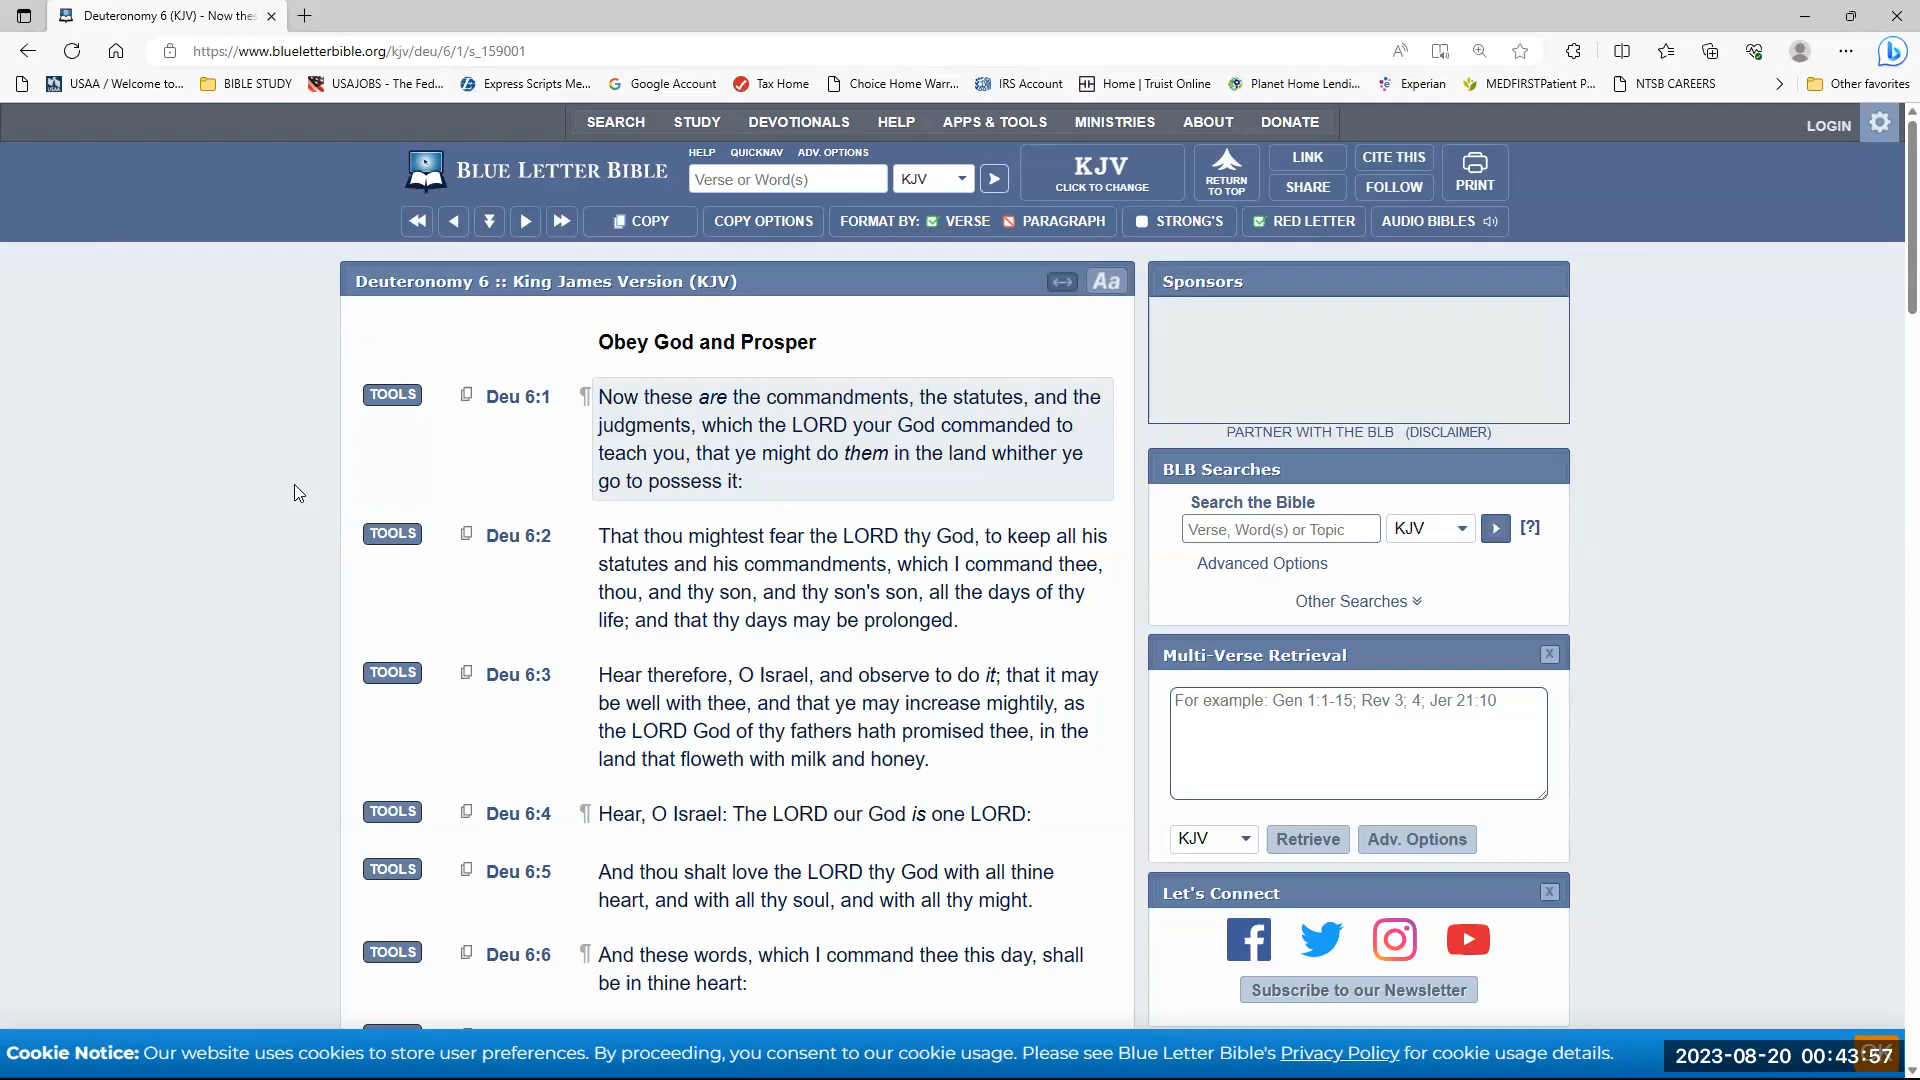 Deuteronomy 6 (KJV) - Now thes
https://www.blueletterbible.org/kjv/deu/6/1/s_159001
USAA / Welcome to...
BIBLE STUDY
USAJOBS - The Fed...
Express Scripts Me...
Google Account
Tax Home
Choice Home Warr...
IRS Account
Home | Truist Online
Planet Home Lendi...
Experian
MEDFIRSTPatient P...
NTSB CAREERS
Other favorites
SEARCH
STUDY
DEVOTIONALS
HELP
APPS & TOOLS
MINISTRIES
ABOUT
DONATE
LOGIN
BLUE LETTER BIBLE
HELP
QUICKNAV
ADV. OPTIONS
Verse or Word(s)
KJV
KJV
CLICK TO CHANGE
RETURN
TO TOP
LINK
CITE THIS
SHARE
FOLLOW
PRINT
COPY
COPY OPTIONS
FORMAT BY:
VERSE
PARAGRAPH
STRONG'S
RED LETTER
AUDIO BIBLES
Deuteronomy 6 :: King James Version (KJV)
Aa
Obey God and Prosper
TOOLS
Deu 6:1
¶
Now these are the commandments, the statutes, and the
judgments, which the LORD your God commanded to
teach you, that ye might do them in the land whither ye
go to possess it:
TOOLS
Deu 6:2
That thou mightest fear the LORD thy God, to keep all his
statutes and his commandments, which I command thee,
thou, and thy son, and thy son's son, all the days of thy
life; and that thy days may be prolonged.
TOOLS
Deu 6:3
Hear therefore, O Israel, and observe to do it; that it may
be well with thee, and that ye may increase mightily, as
the LORD God of thy fathers hath promised thee, in the
land that floweth with milk and honey.
TOOLS
Deu 6:4
¶
Hear, O Israel: The LORD our God is one LORD:
TOOLS
Deu 6:5
And thou shalt love the LORD thy God with all thine
heart, and with all thy soul, and with all thy might.
TOOLS
Deu 6:6
¶
And these words, which I command thee this day, shall
be in thine heart:
Sponsors
PARTNER WITH THE BLB (DISCLAIMER)
BLB Searches
Search the Bible
Verse, Word(s) or Topic
KJV
[?]
Advanced Options
Other Searches
Multi-Verse Retrieval
X
For example: Gen 1:1-15; Rev 3; 4; Jer 21:10
KJV
Retrieve
Adv. Options
Let's Connect
X
Subscribe to our Newsletter
Cookie Notice: Our website uses cookies to store user preferences. By proceeding, you consent to our cookie usage. Please see Blue Letter Bible's Privacy Policy for cookie usage details.
2023-08-20 00:43:57